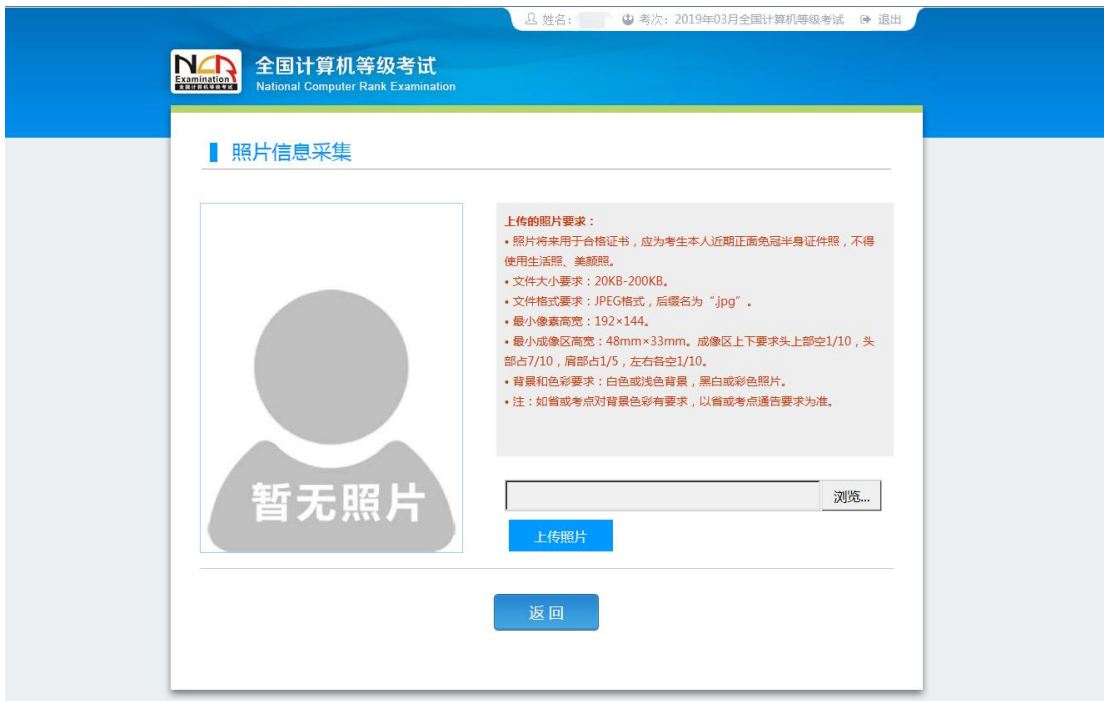 姓名： 考次：2019年03月全国计算机等级考试 退出
NCR
Examination
全国计算机等级考试
全国计算机等级考试
National Computer Rank Examination
照片信息采集
暂无照片
上传的照片要求：
• 照片将来用于合格证书，应为考生本人近期正面免冠半身证件照，不得
使用生活照、美颜照。
• 文件大小要求：20KB-200KB。
• 文件格式要求：JPEG格式，后缀名为“.jpg”。
• 最小像素高宽：192×144。
• 最小成像区高宽：48mm×33mm。成像区上下要求头上部空1/10，头
部占7/10，肩部占1/5，左右各空1/10。
• 背景和色彩要求：白色或浅色背景，黑白或彩色照片。
• 注：如省或考点对背景色彩有要求，以省或考点通告要求为准。
浏览...
上传照片
返回